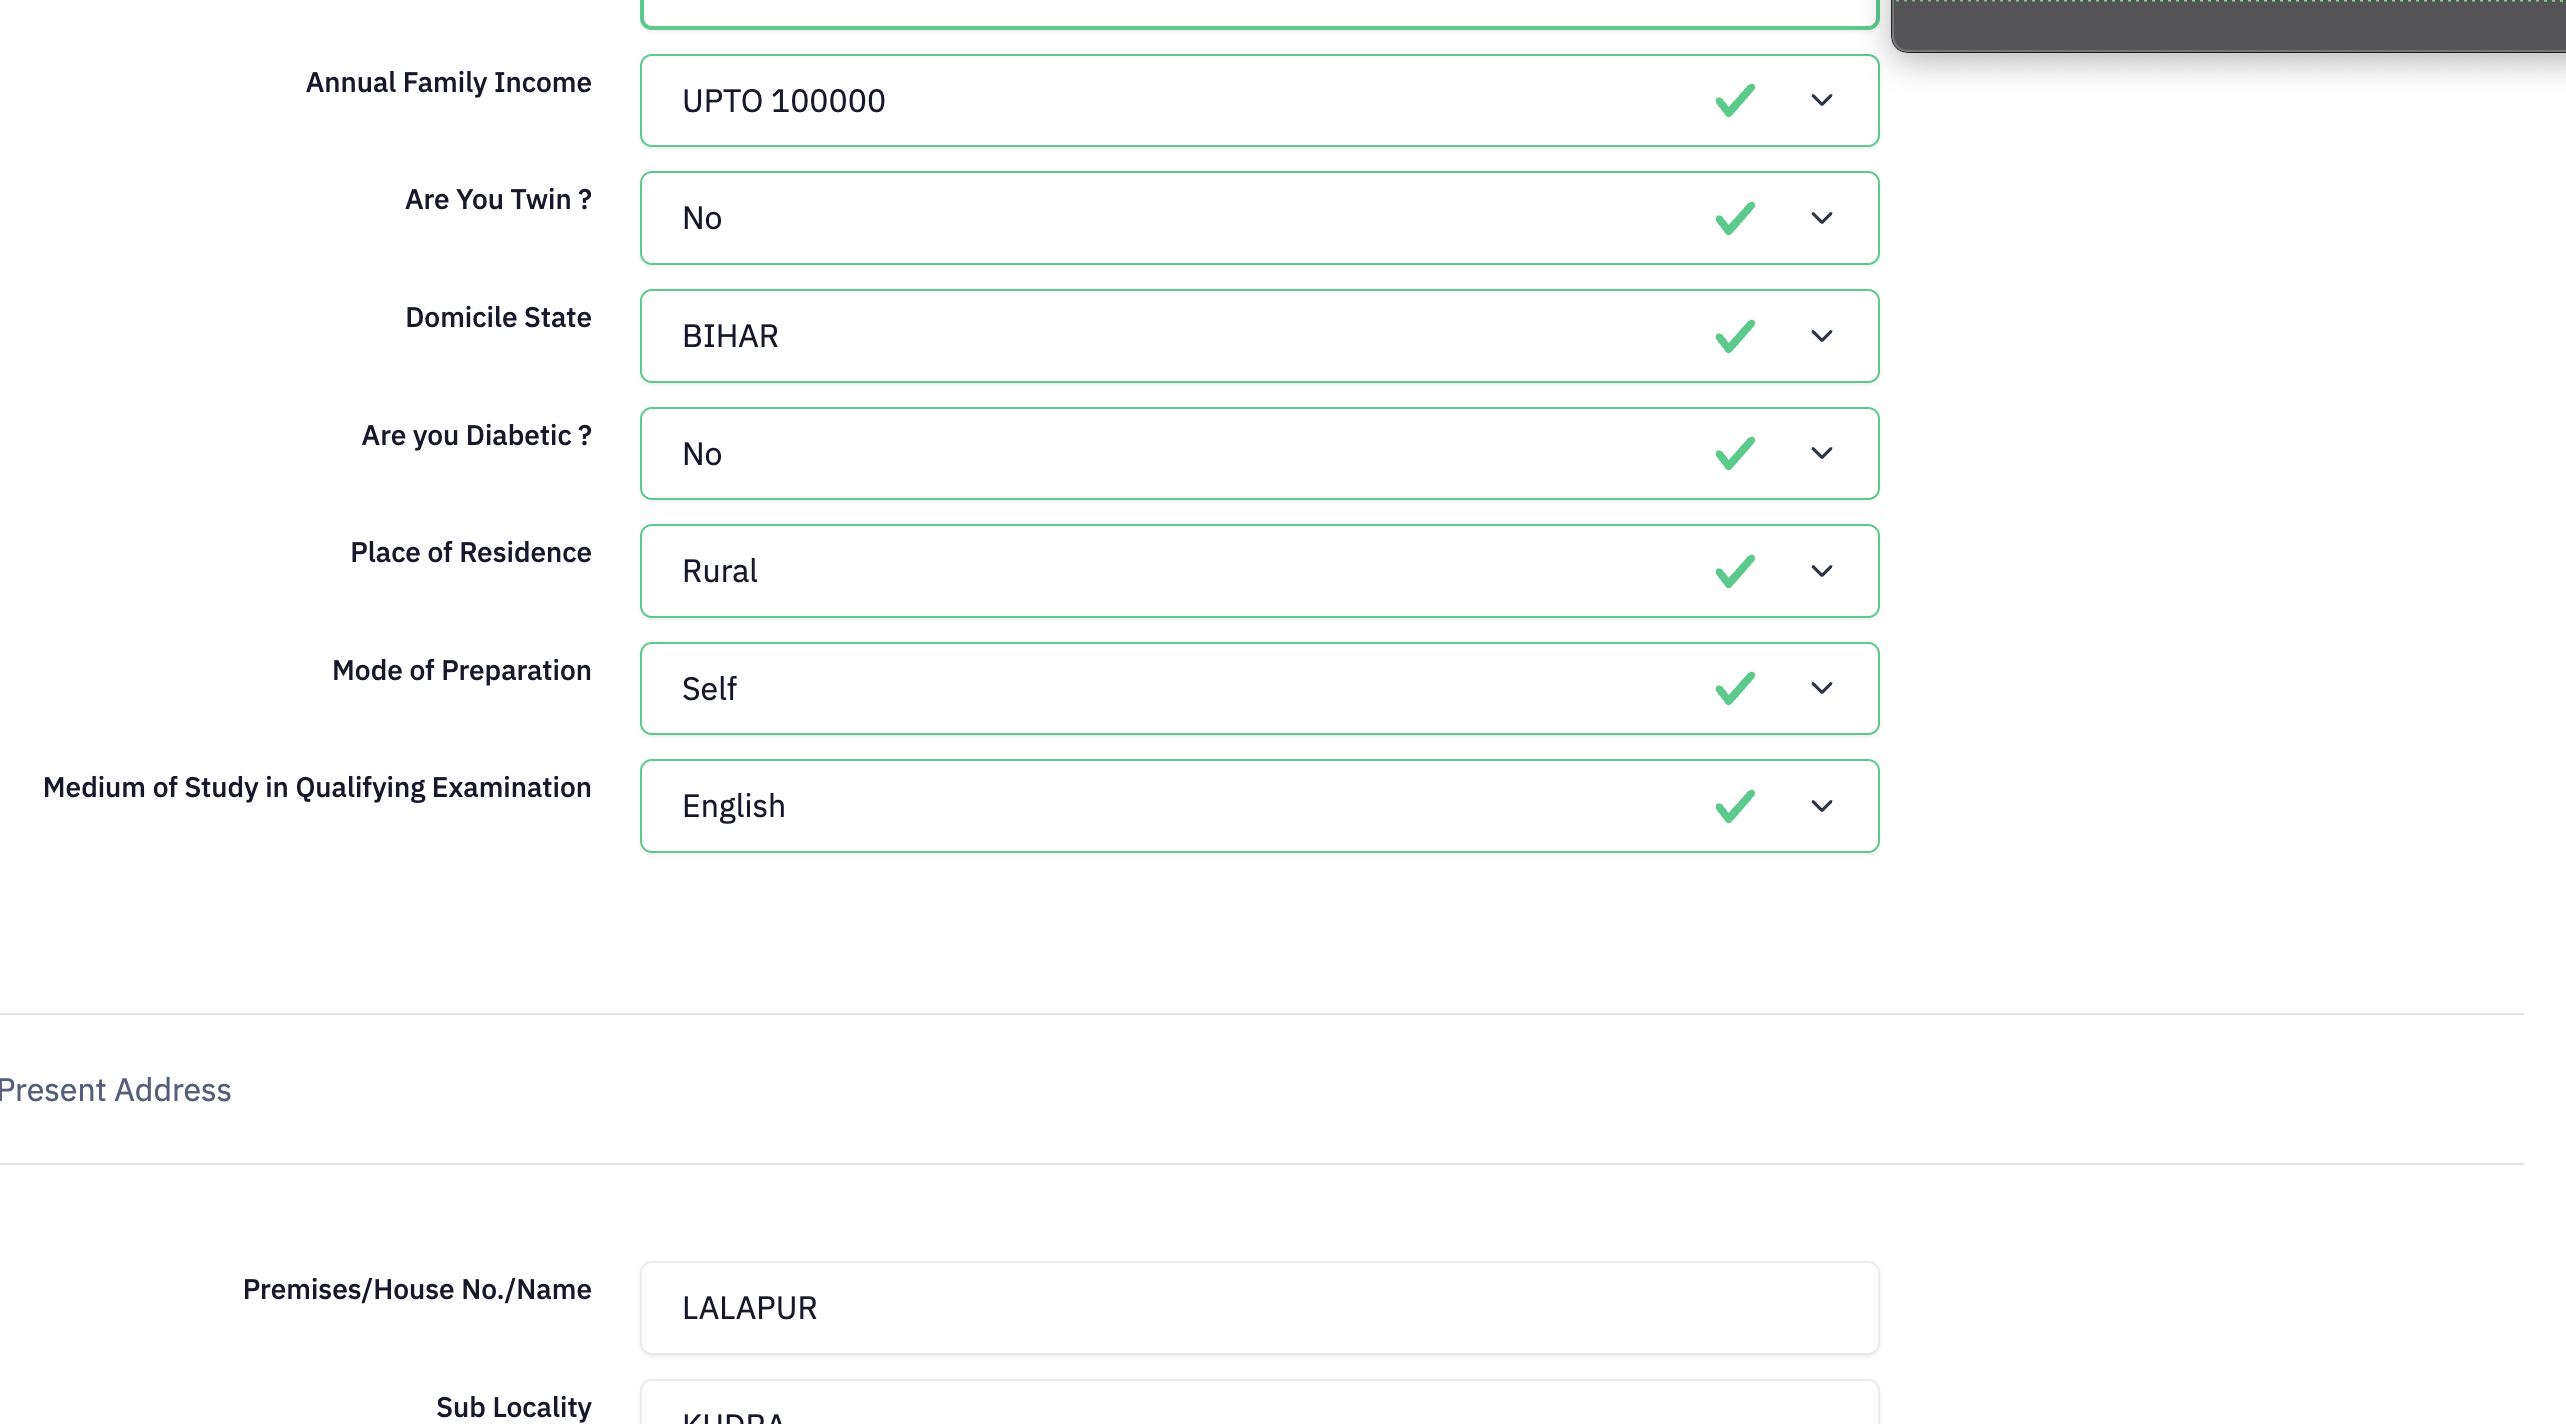 Annual Family Income
UPTO 100000
Are You Twin ?
No
Domicile State
BIHAR
Are you Diabetic ?
No
Place of Residence
Rural
Mode of Preparation
Self
Medium of Study in Qualifying Examination
English
Present Address
Premises/House No./Name
LALAPUR
Sub Locality
KUDRA